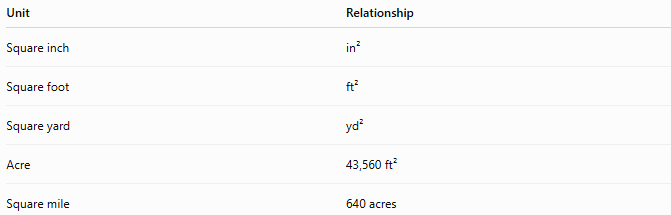 Unit Relationship
Square inch in²
Square foot ft²
Square yard yd²
Acre 43,560 ft²
Square mile 640 acres